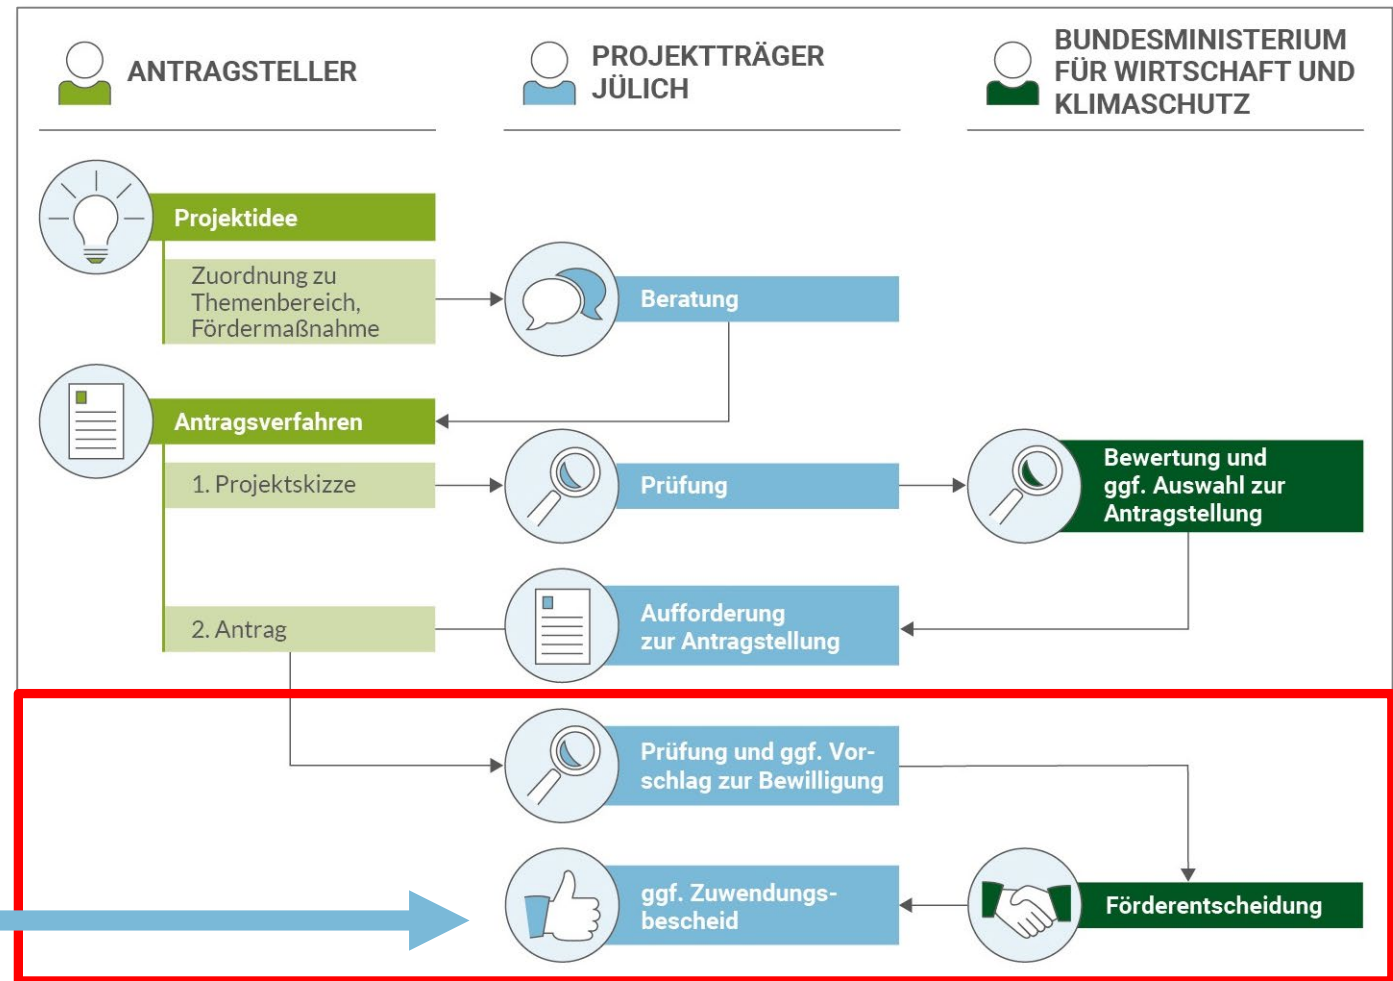 ANTRAGSTELLER
PROJEKTTRÄGER
JÜLICH
BUNDESMINISTERIUM
FÜR WIRTSCHAFT UND
KLIMASCHUTZ
Projektidee
Zuordnung zu
Themenbereich,
Fördermaßnahme
Beratung
Antragsverfahren
1. Projektskizze
Prüfung
Bewertung und
ggf. Auswahl zur
Antragstellung
2. Antrag
Aufforderung
zur Antragstellung
Prüfung und ggf. Vor-
schlag zur Bewilligung
ggf. Zuwendungs-
bescheid
Förderentscheidung